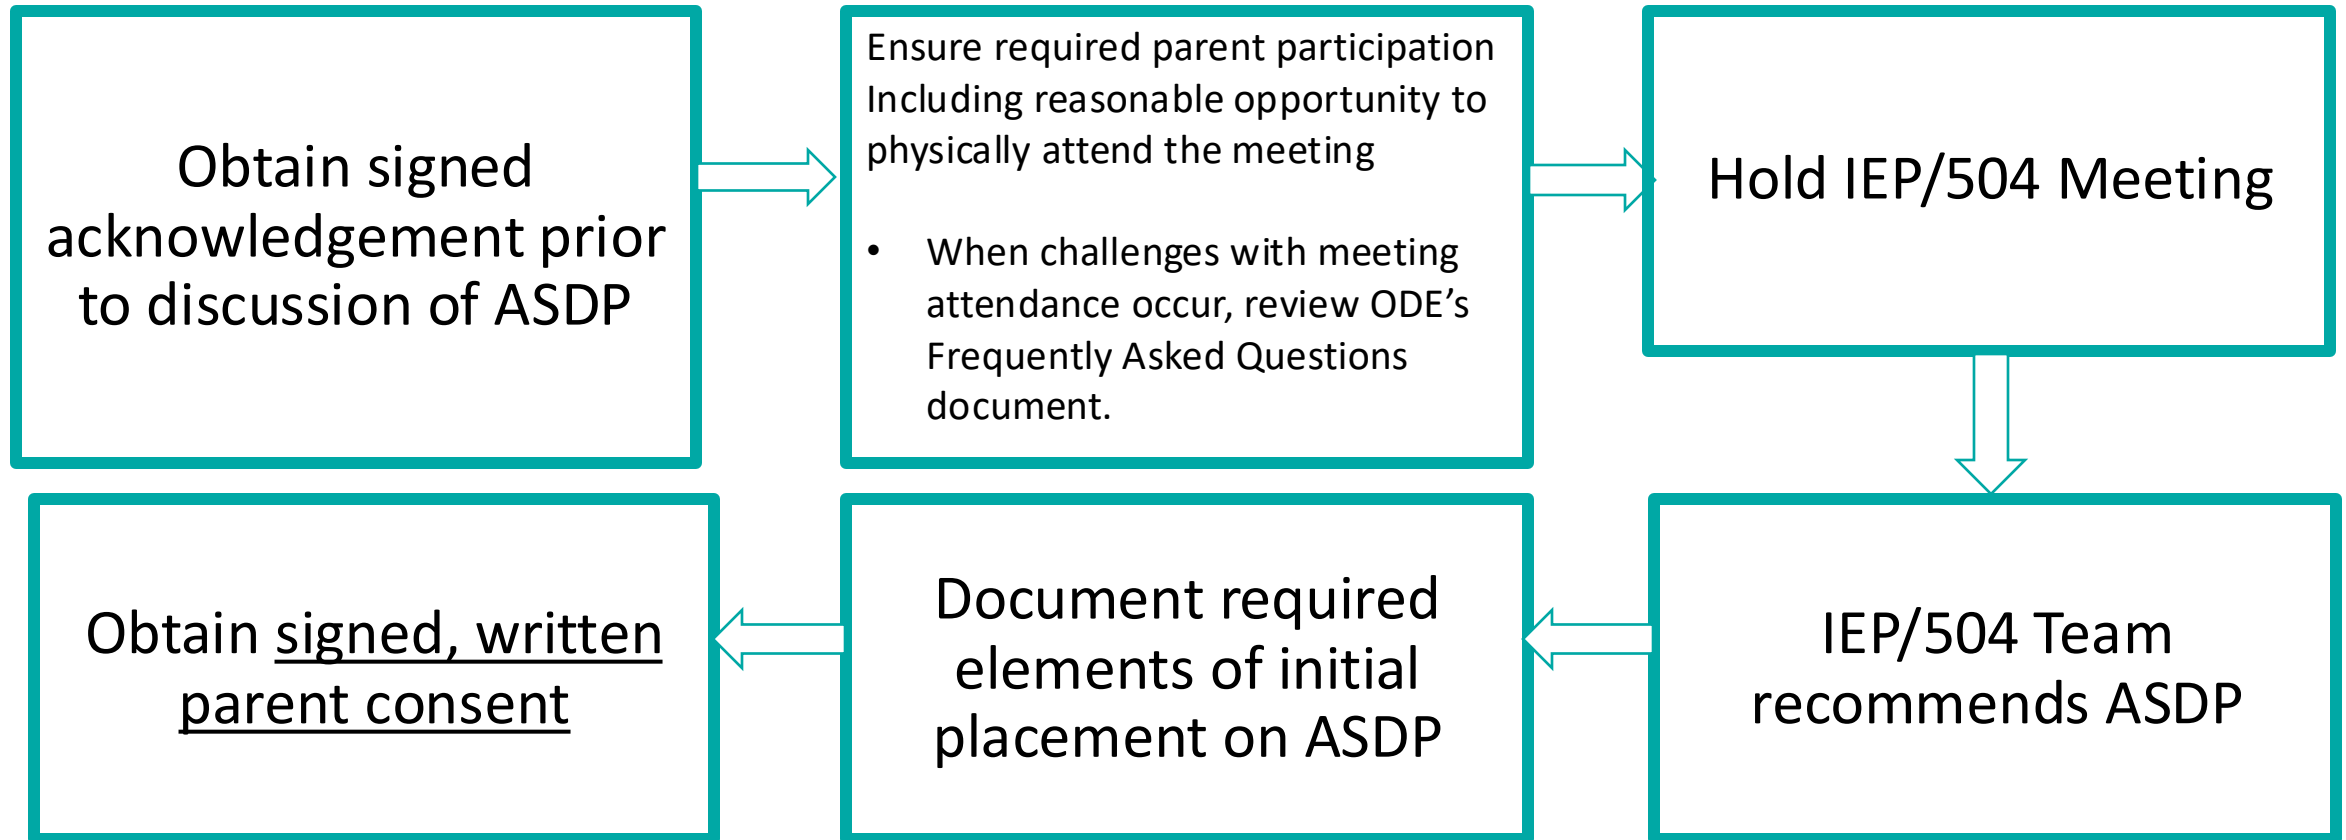 Obtain signed
acknowledgement prior
to discussion of ASDP
Ensure required parent participation
Including reasonable opportunity to
physically attend the meeting
• When challenges with meeting
attendance occur, review ODE’s
Frequently Asked Questions
document.
Hold IEP/504 Meeting
IEP/504 Team
recommends ASDP
Document required
elements of initial
placement on ASDP
Obtain signed, written
parent consent